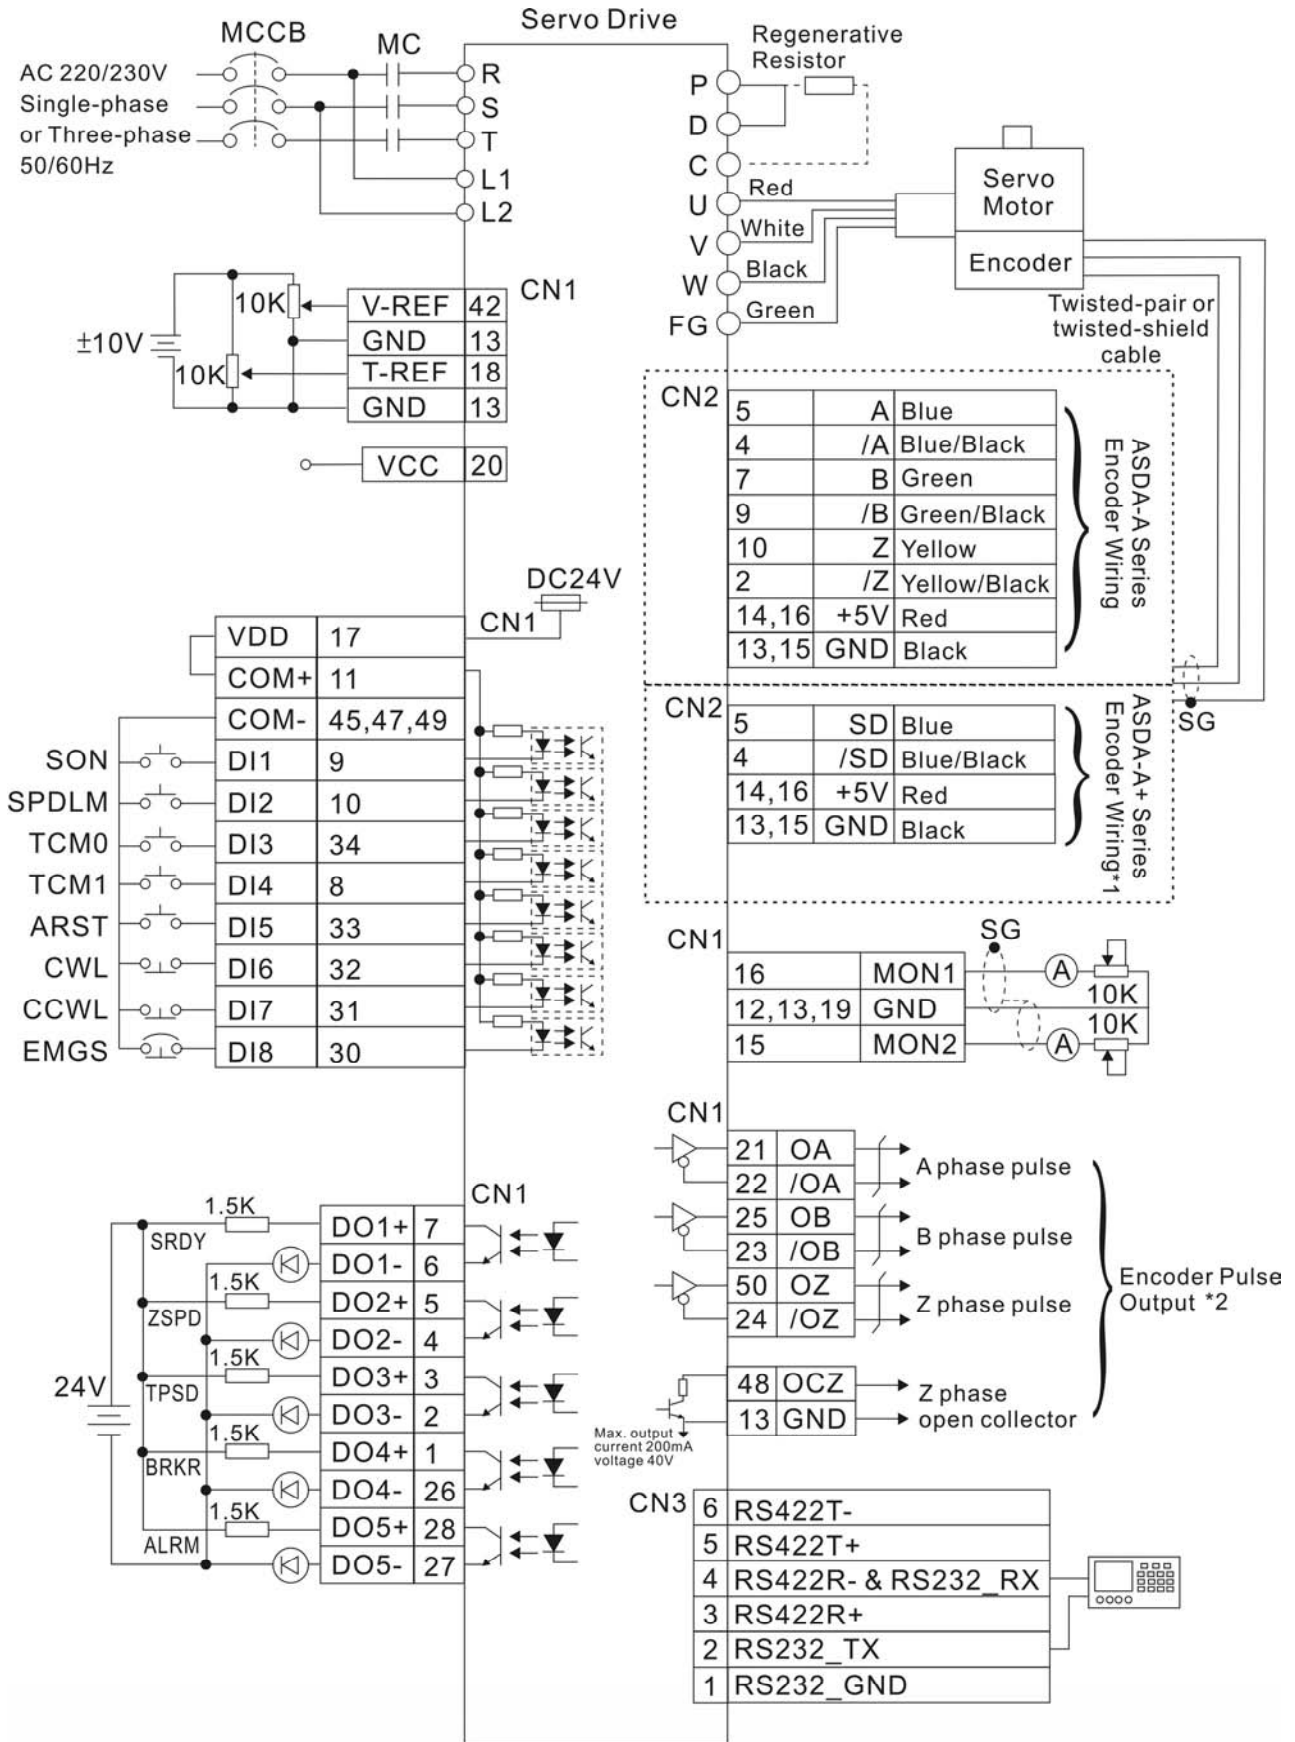 Servo Drive
MCCB
MC
AC 220/230V
Single-phase
or Three-phase
50/60Hz
R
S
T
L1
L2
Regenerative
Resistor
P
D
C
U
Red
V
White
W
Black
FG
Green
Servo
Motor
Encoder
Twisted-pair or
twisted-shield
cable
CN1
±10V
10K
10K
V-REF 42
GND 13
T-REF 18
GND 13
VCC 20
CN2
5 A Blue
4 /A Blue/Black
7 B Green
9 /B Green/Black
10 Z Yellow
2 /Z Yellow/Black
14,16 +5V Red
13,15 GND Black
ASDA-A Series
Encoder Wiring
CN2
5 SD Blue
4 /SD Blue/Black
14,16 +5V Red
13,15 GND Black
ASDA-A+ Series
Encoder Wiring*1
SG
DC24V
CN1
VDD 17
COM+ 11
COM- 45,47,49
SON DI1 9
SPDLM DI2 10
TCM0 DI3 34
TCM1 DI4 8
ARST DI5 33
CWL DI6 32
CCWL DI7 31
EMGS DI8 30
CN1
SG
16 MON1
12,13,19 GND
15 MON2
A
10K
10K
A
CN1
21 OA
22 /OA
A phase pulse
25 OB
23 /OB
B phase pulse
50 OZ
24 /OZ
Z phase pulse
48 OCZ
13 GND
Z phase
open collector
Encoder Pulse
Output *2
Max. output
current 200mA
voltage 40V
CN1
24V
1.5K
SRDY
DO1+ 7
DO1- 6
1.5K
ZSPD
DO2+ 5
DO2- 4
1.5K
TPSD
DO3+ 3
DO3- 2
1.5K
BRKR
DO4+ 1
DO4- 26
1.5K
ALRM
DO5+ 28
DO5- 27
CN3
6 RS422T-
5 RS422T+
4 RS422R- & RS232_RX
3 RS422R+
2 RS232_TX
1 RS232_GND